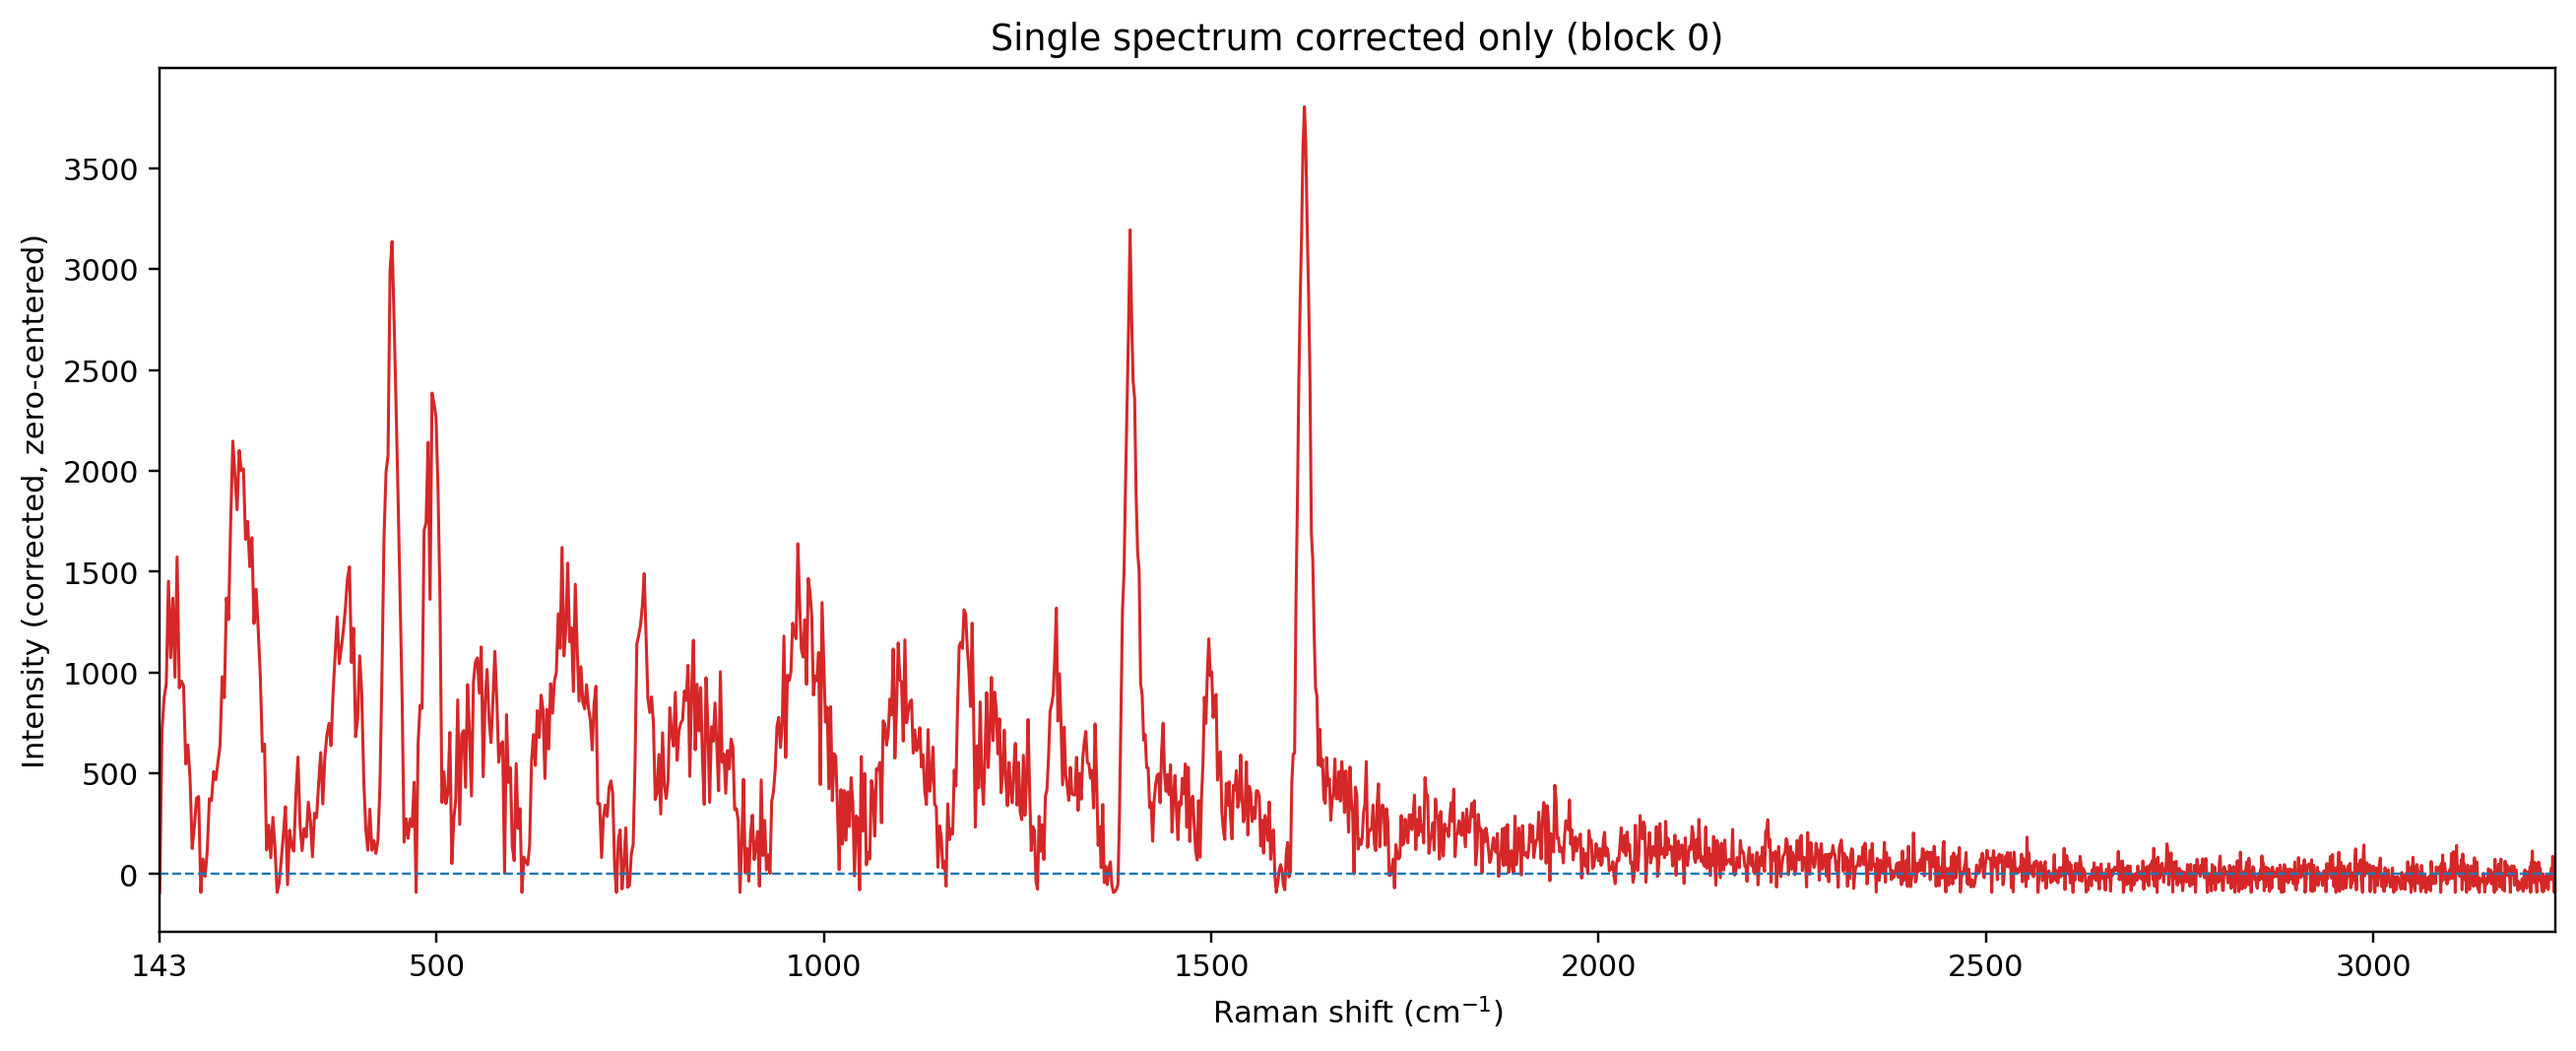 Single spectrum corrected only (block 0)
Intensity (corrected, zero-centered)
3500
3000
2500
2000
1500
1000
500
0
143 500 1000 1500 2000 2500 3000
Raman shift (cm⁻¹)